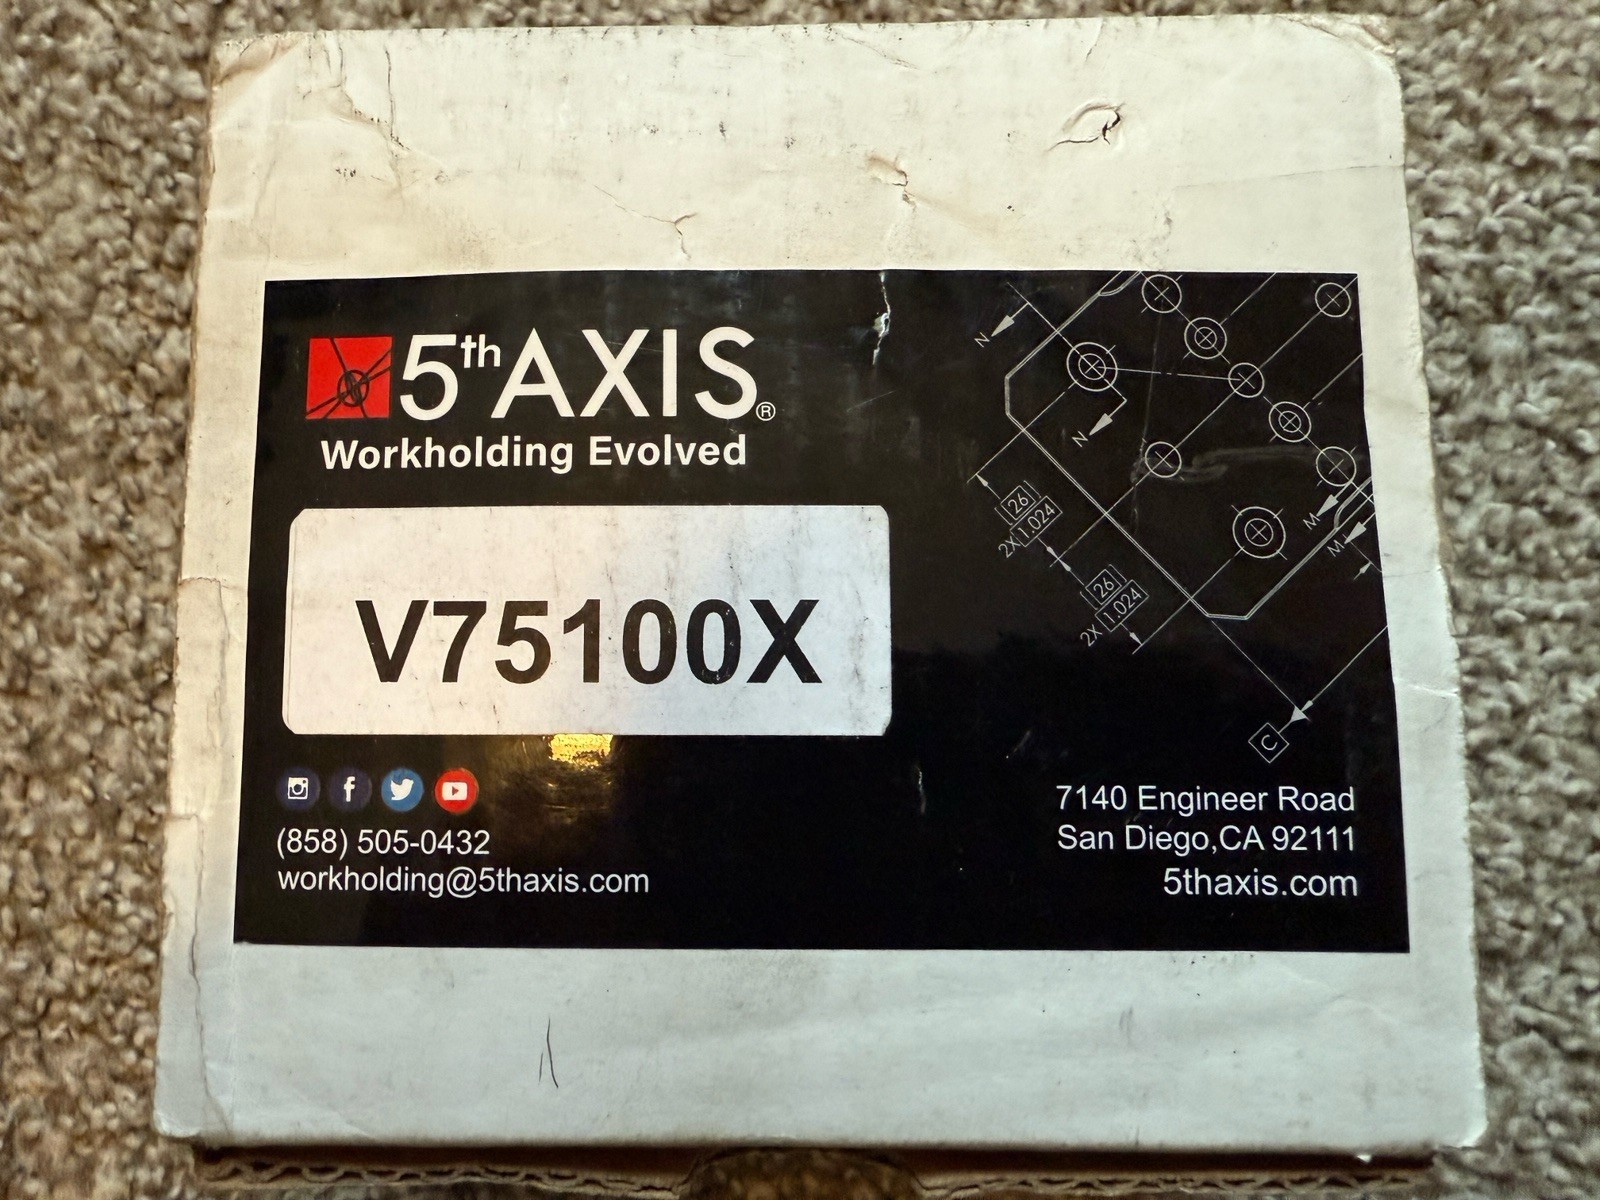 5th AXIS®
Workholding Evolved
V75100X
(858) 505-0432
workholding@5thaxis.com
7140 Engineer Road
San Diego,CA 92111
5thaxis.com
N
N
26
2X 1.024
26
2X 1.024
M
M
C